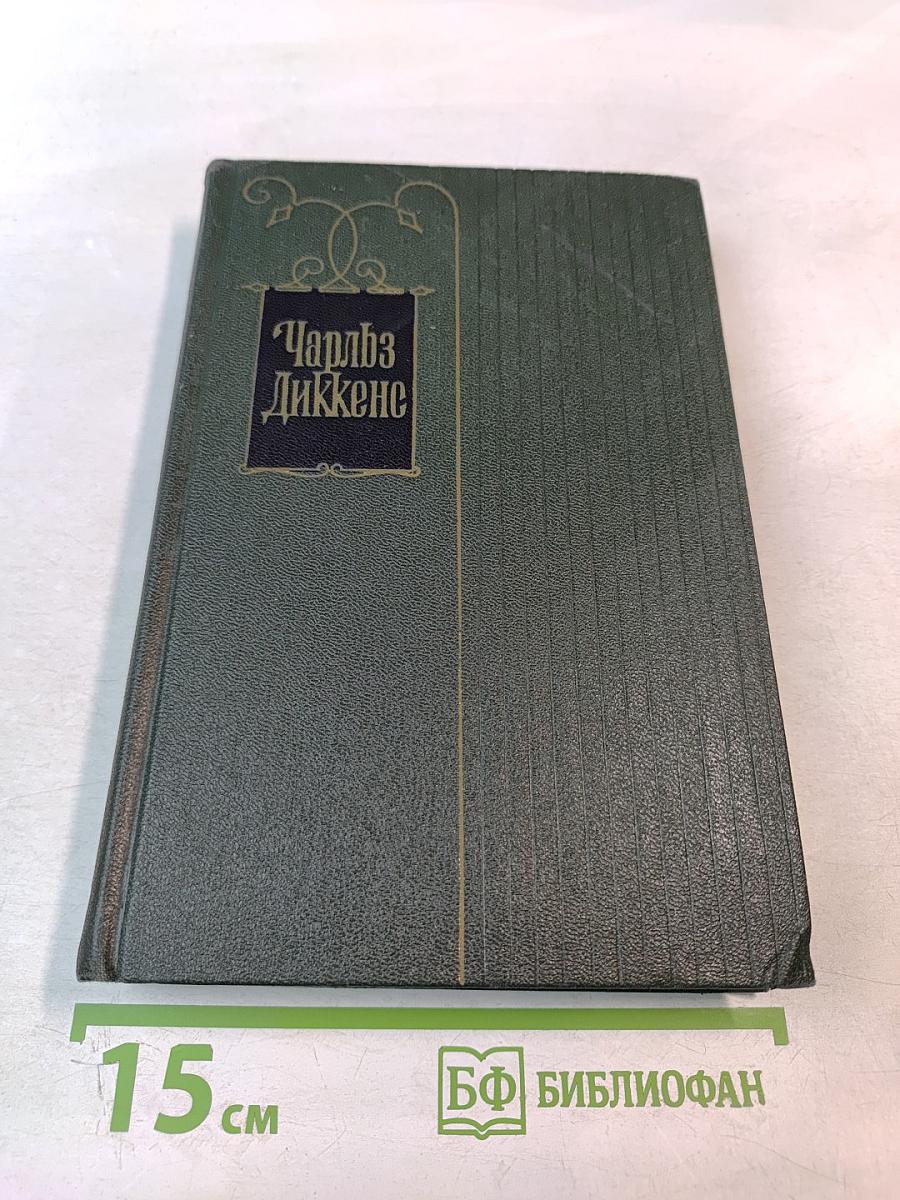 Чарльз
Диккенс
15 см
БФ БИБЛИОФАН